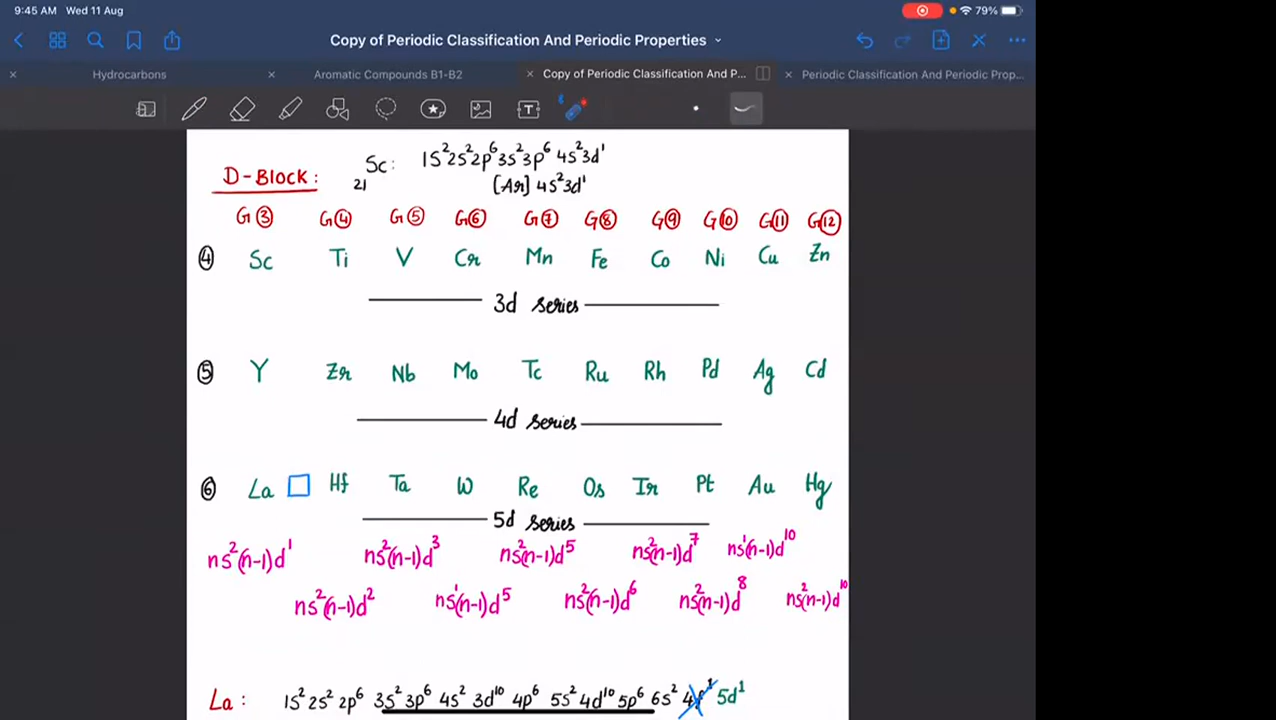 9:45 AM Wed 11 Aug 79%
Copy of Periodic Classification And Periodic Properties
Hydrocarbons Aromatic Compounds B1-B2 Copy of Periodic Classification And P... Periodic Classification And Periodic Prop...
D-BLOCK: ₂₁Sc: 1s²2s²2p⁶3s²3p⁶ 4s²3d¹
[Ar] 4s²3d¹
G③ G④ G⑤ G⑥ G⑦ G⑧ G⑨ G⑩ G⑪ G⑫
④ Sc Ti V Cr Mn Fe Co Ni Cu Zn
3d series
⑤ Y Zr Nb Mo Tc Ru Rh Pd Ag Cd
4d series
⑥ La Hf Ta W Re Os Ir Pt Au Hg
5d series
ns²(n-1)d¹ ns²(n-1)d³ ns²(n-1)d⁵ ns²(n-1)d⁷ ns¹(n-1)d¹⁰
ns²(n-1)d² ns¹(n-1)d⁵ ns²(n-1)d⁶ ns²(n-1)d⁸ ns²(n-1)d¹⁰
La: 1s² 2s² 2p⁶ 3s² 3p⁶ 4s² 3d¹⁰ 4p⁶ 5s² 4d¹⁰ 5p⁶ 6s² 4f¹ 5d¹